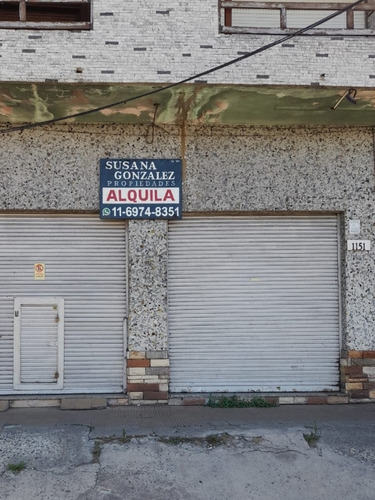 SUSANA
GONZALEZ
PROPIEDADES
ALQUILA
11-6974-8351
1151